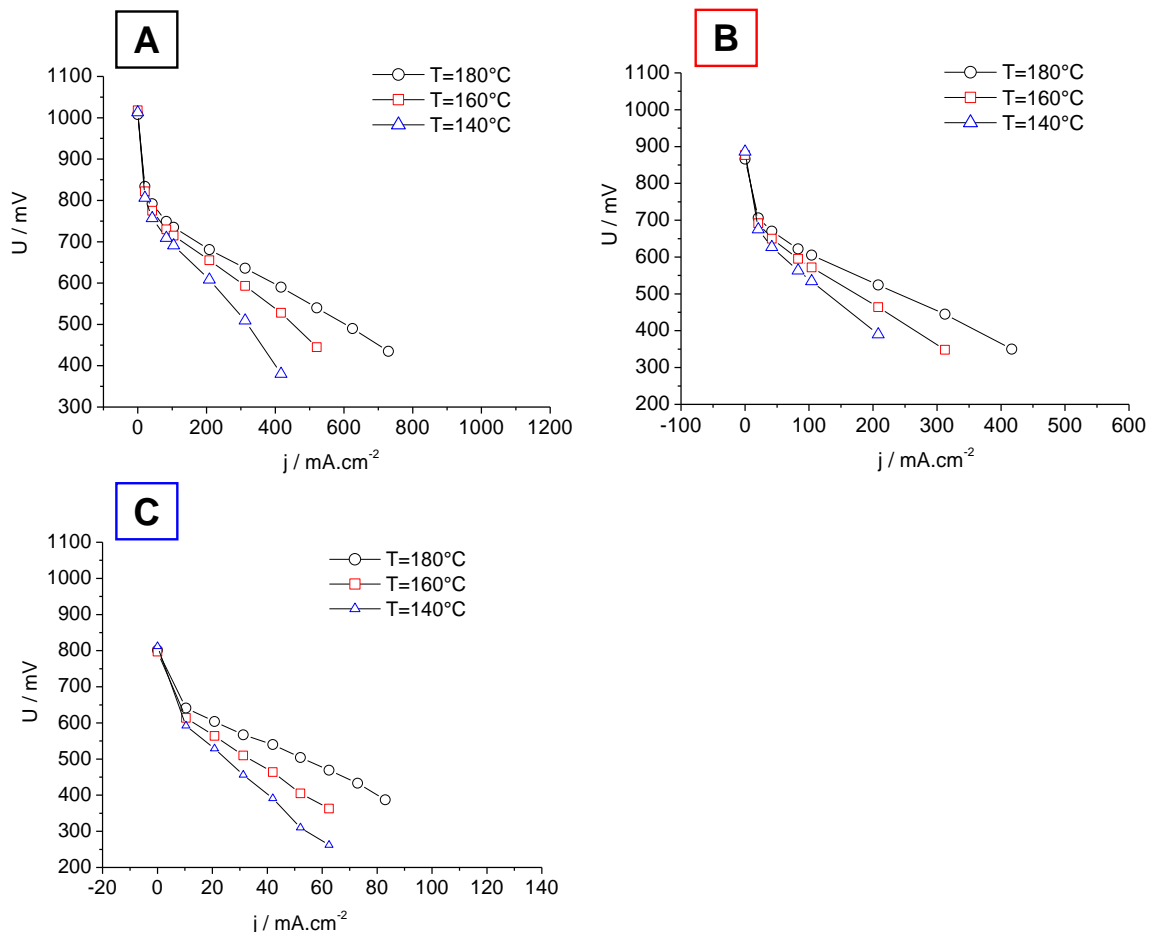 A
T=180°C
T=160°C
T=140°C
1100
1000
900
800
700
600
500
400
300
U / mV
0 200 400 600 800 1000 1200
j / mA.cm-2
B
T=180°C
T=160°C
T=140°C
1100
1000
900
800
700
600
500
400
300
200
U / mV
-100 0 100 200 300 400 500 600
j / mA.cm-2
C
T=180°C
T=160°C
T=140°C
1100
1000
900
800
700
600
500
400
300
200
U / mV
-20 0 20 40 60 80 100 120 140
j / mA.cm-2